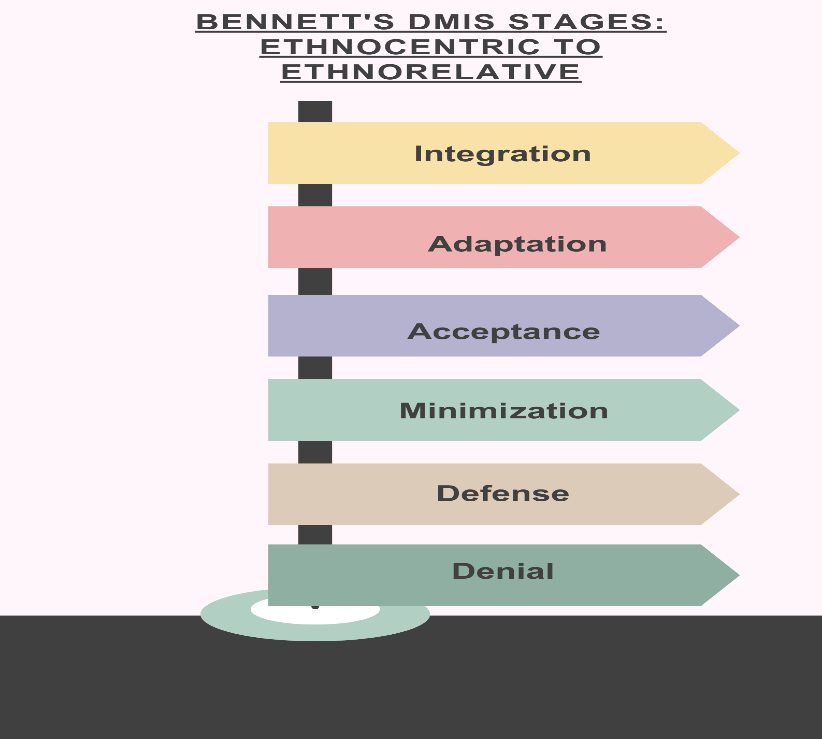 BENNETT'S DMIS STAGES:
ETHNOCENTRIC TO
ETHNORELATIVE
Integration
Adaptation
Acceptance
Minimization
Defense
Denial